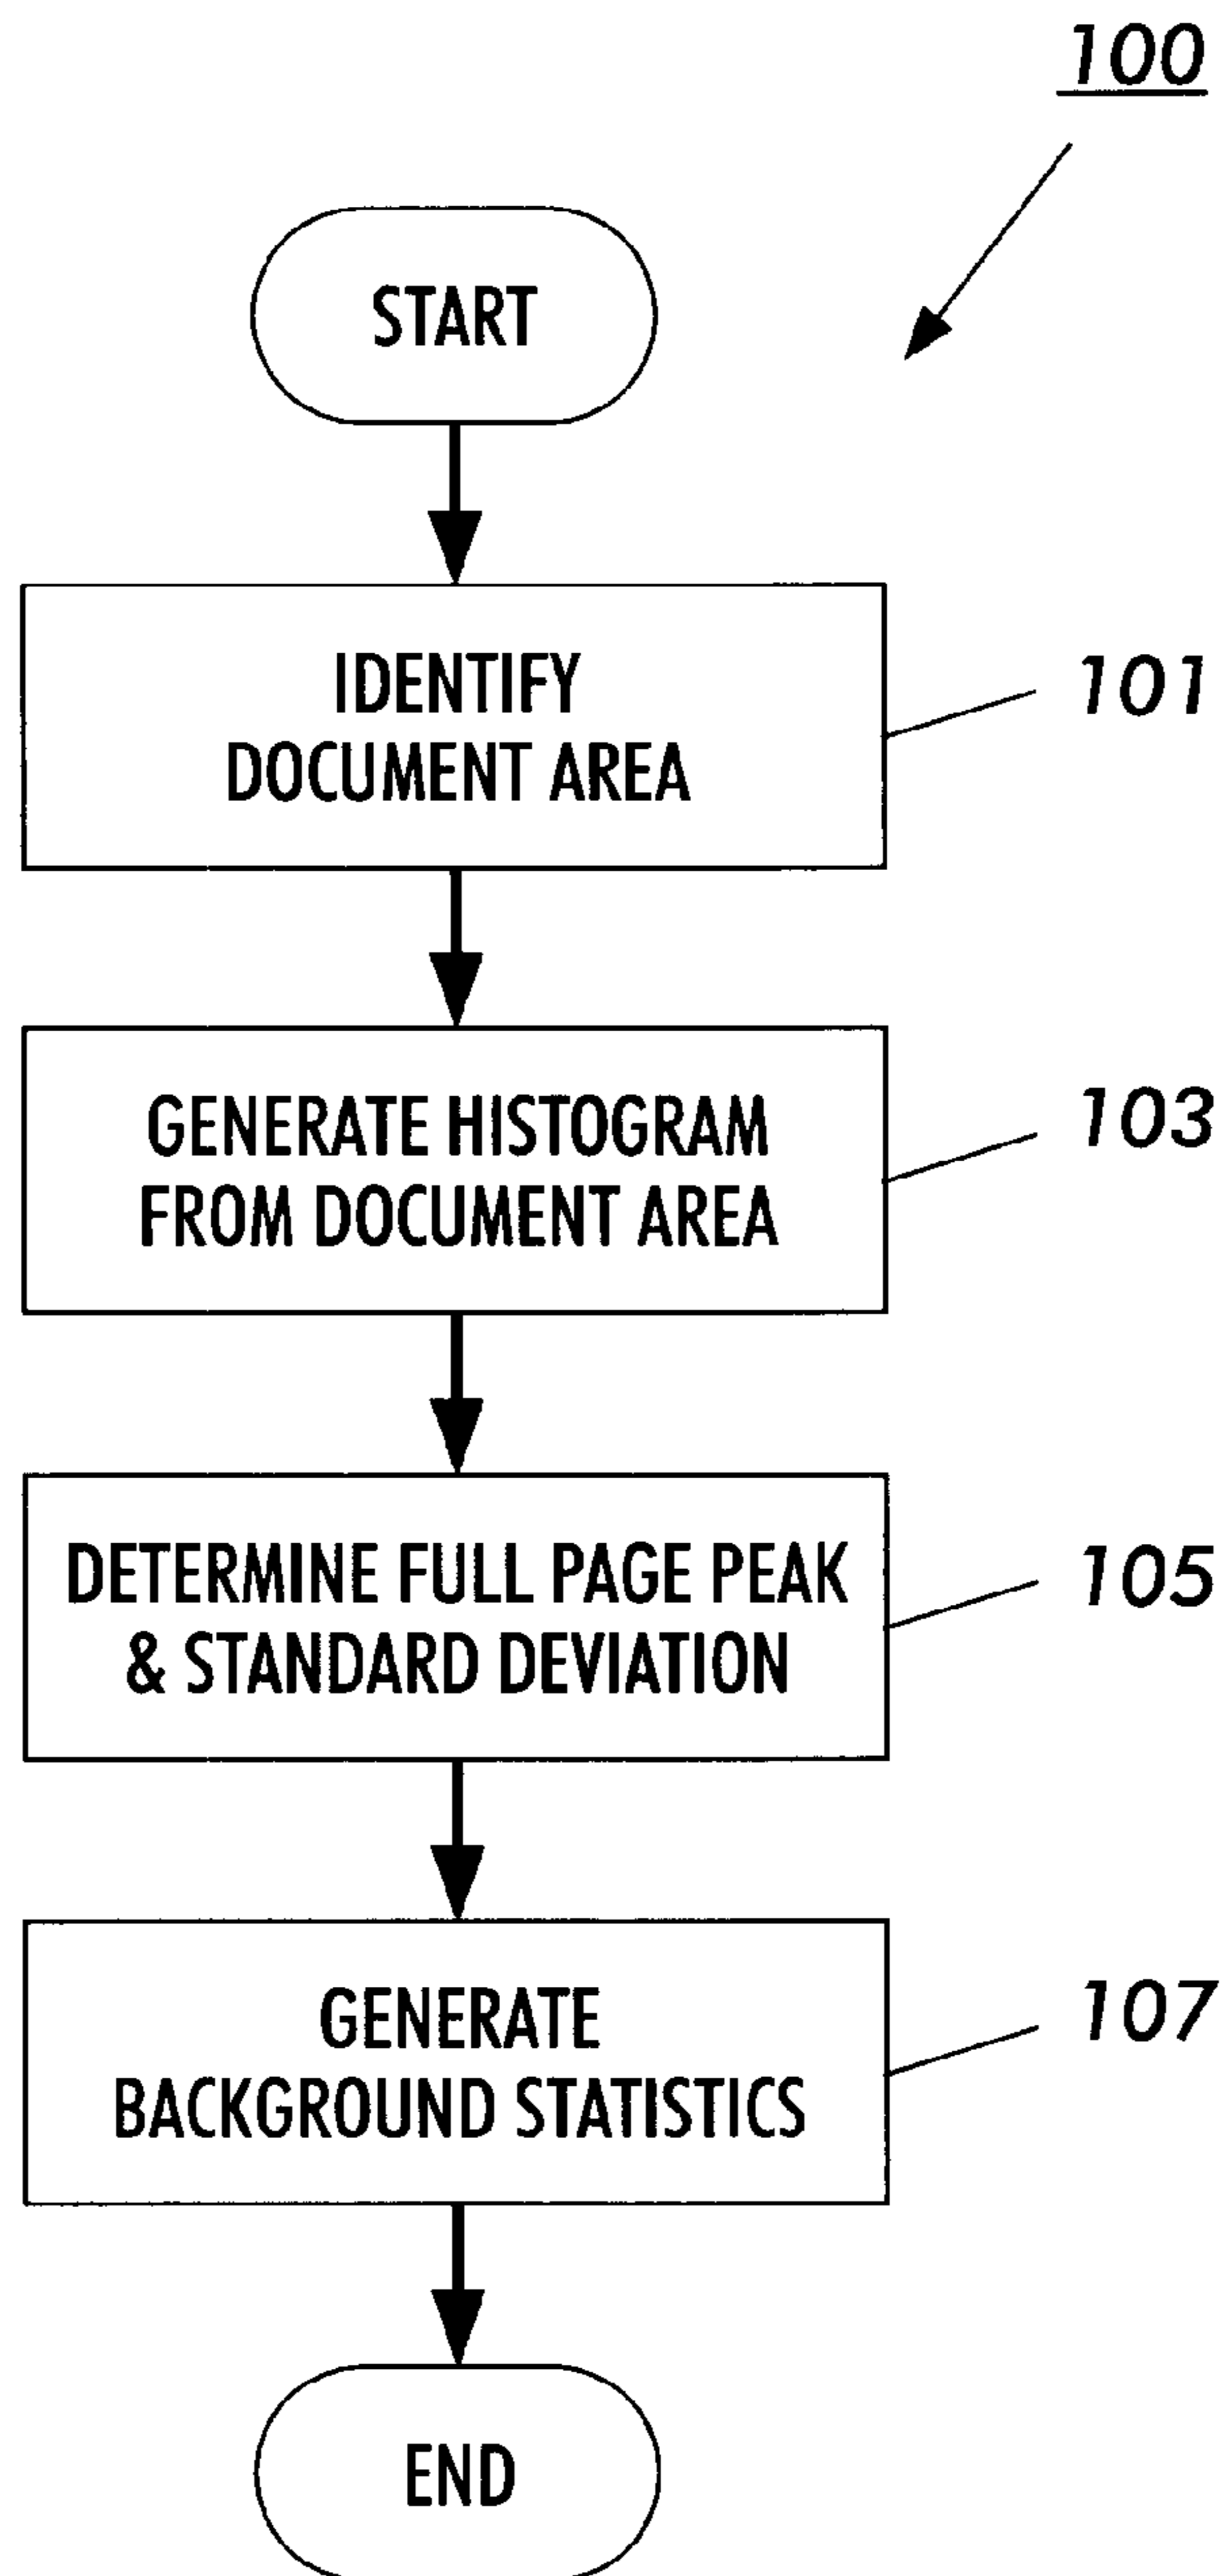 100
START
IDENTIFY
DOCUMENT AREA
101
GENERATE HISTOGRAM
FROM DOCUMENT AREA
103
DETERMINE FULL PAGE PEAK
& STANDARD DEVIATION
105
GENERATE
BACKGROUND STATISTICS
107
END